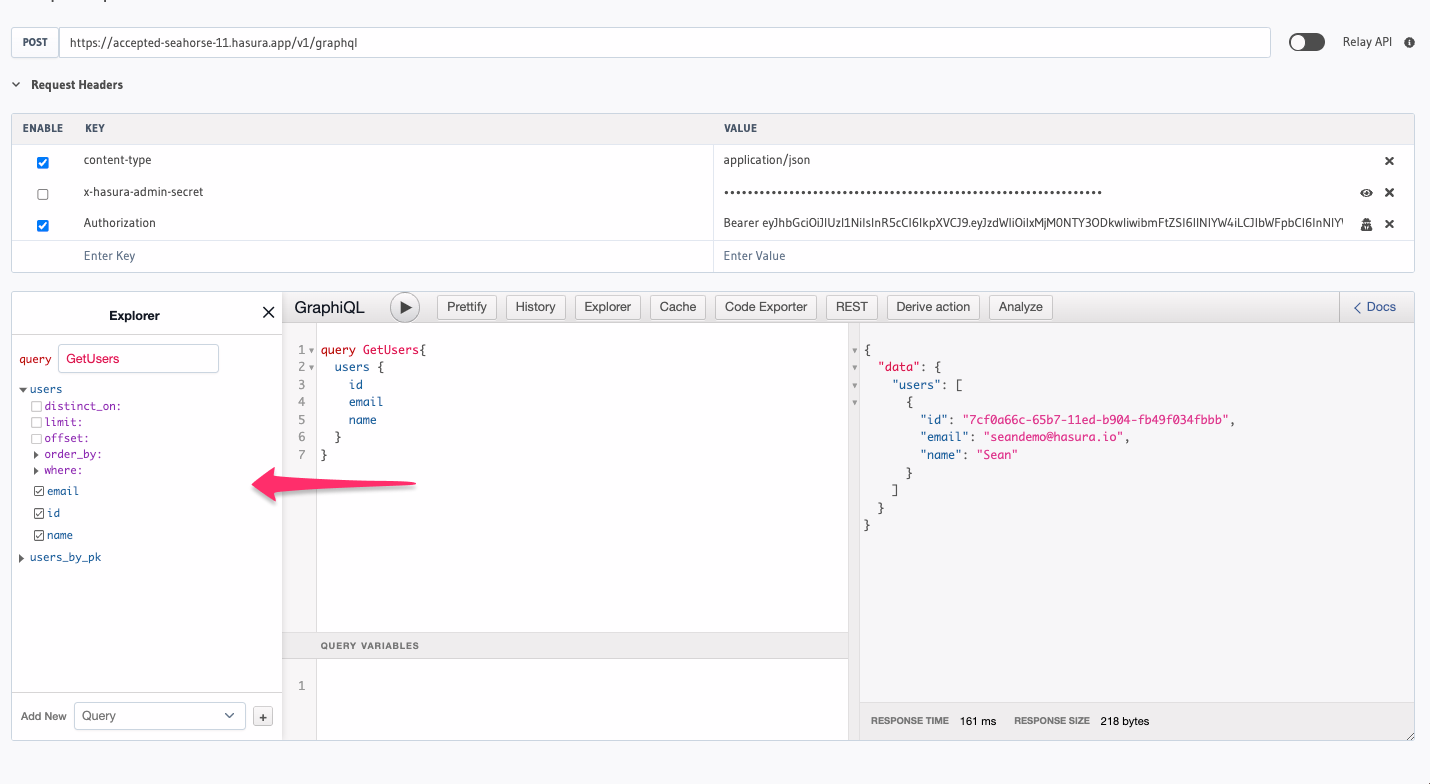 POST https://accepted-seahorse-11.hasura.app/v1/graphql Relay API
Request Headers
ENABLE KEY VALUE
content-type application/json
x-hasura-admin-secret ••••••••••••••••••••••••••••••••••••••••••••••••••••••••••••••••
Authorization Bearer
Enter Key Enter Value
Explorer
query GetUsers
users
distinct_on:
limit:
offset:
order_by:
where:
email
id
name
users_by_pk
Add New Query +
GraphiQL Prettify History Explorer Cache Code Exporter REST Derive action Analyze Docs
1 query GetUsers{
2 users {
3 id
4 email
5 name
6 }
7 }
QUERY VARIABLES
1
{
"data": {
"users": [
{
"id": "7cf0a66c-65b7-11ed-b904-fb49f034fbbb",
"email": "seandemo@hasura.io",
"name": "Sean"
}
]
}
}
RESPONSE TIME 161 ms RESPONSE SIZE 218 bytes